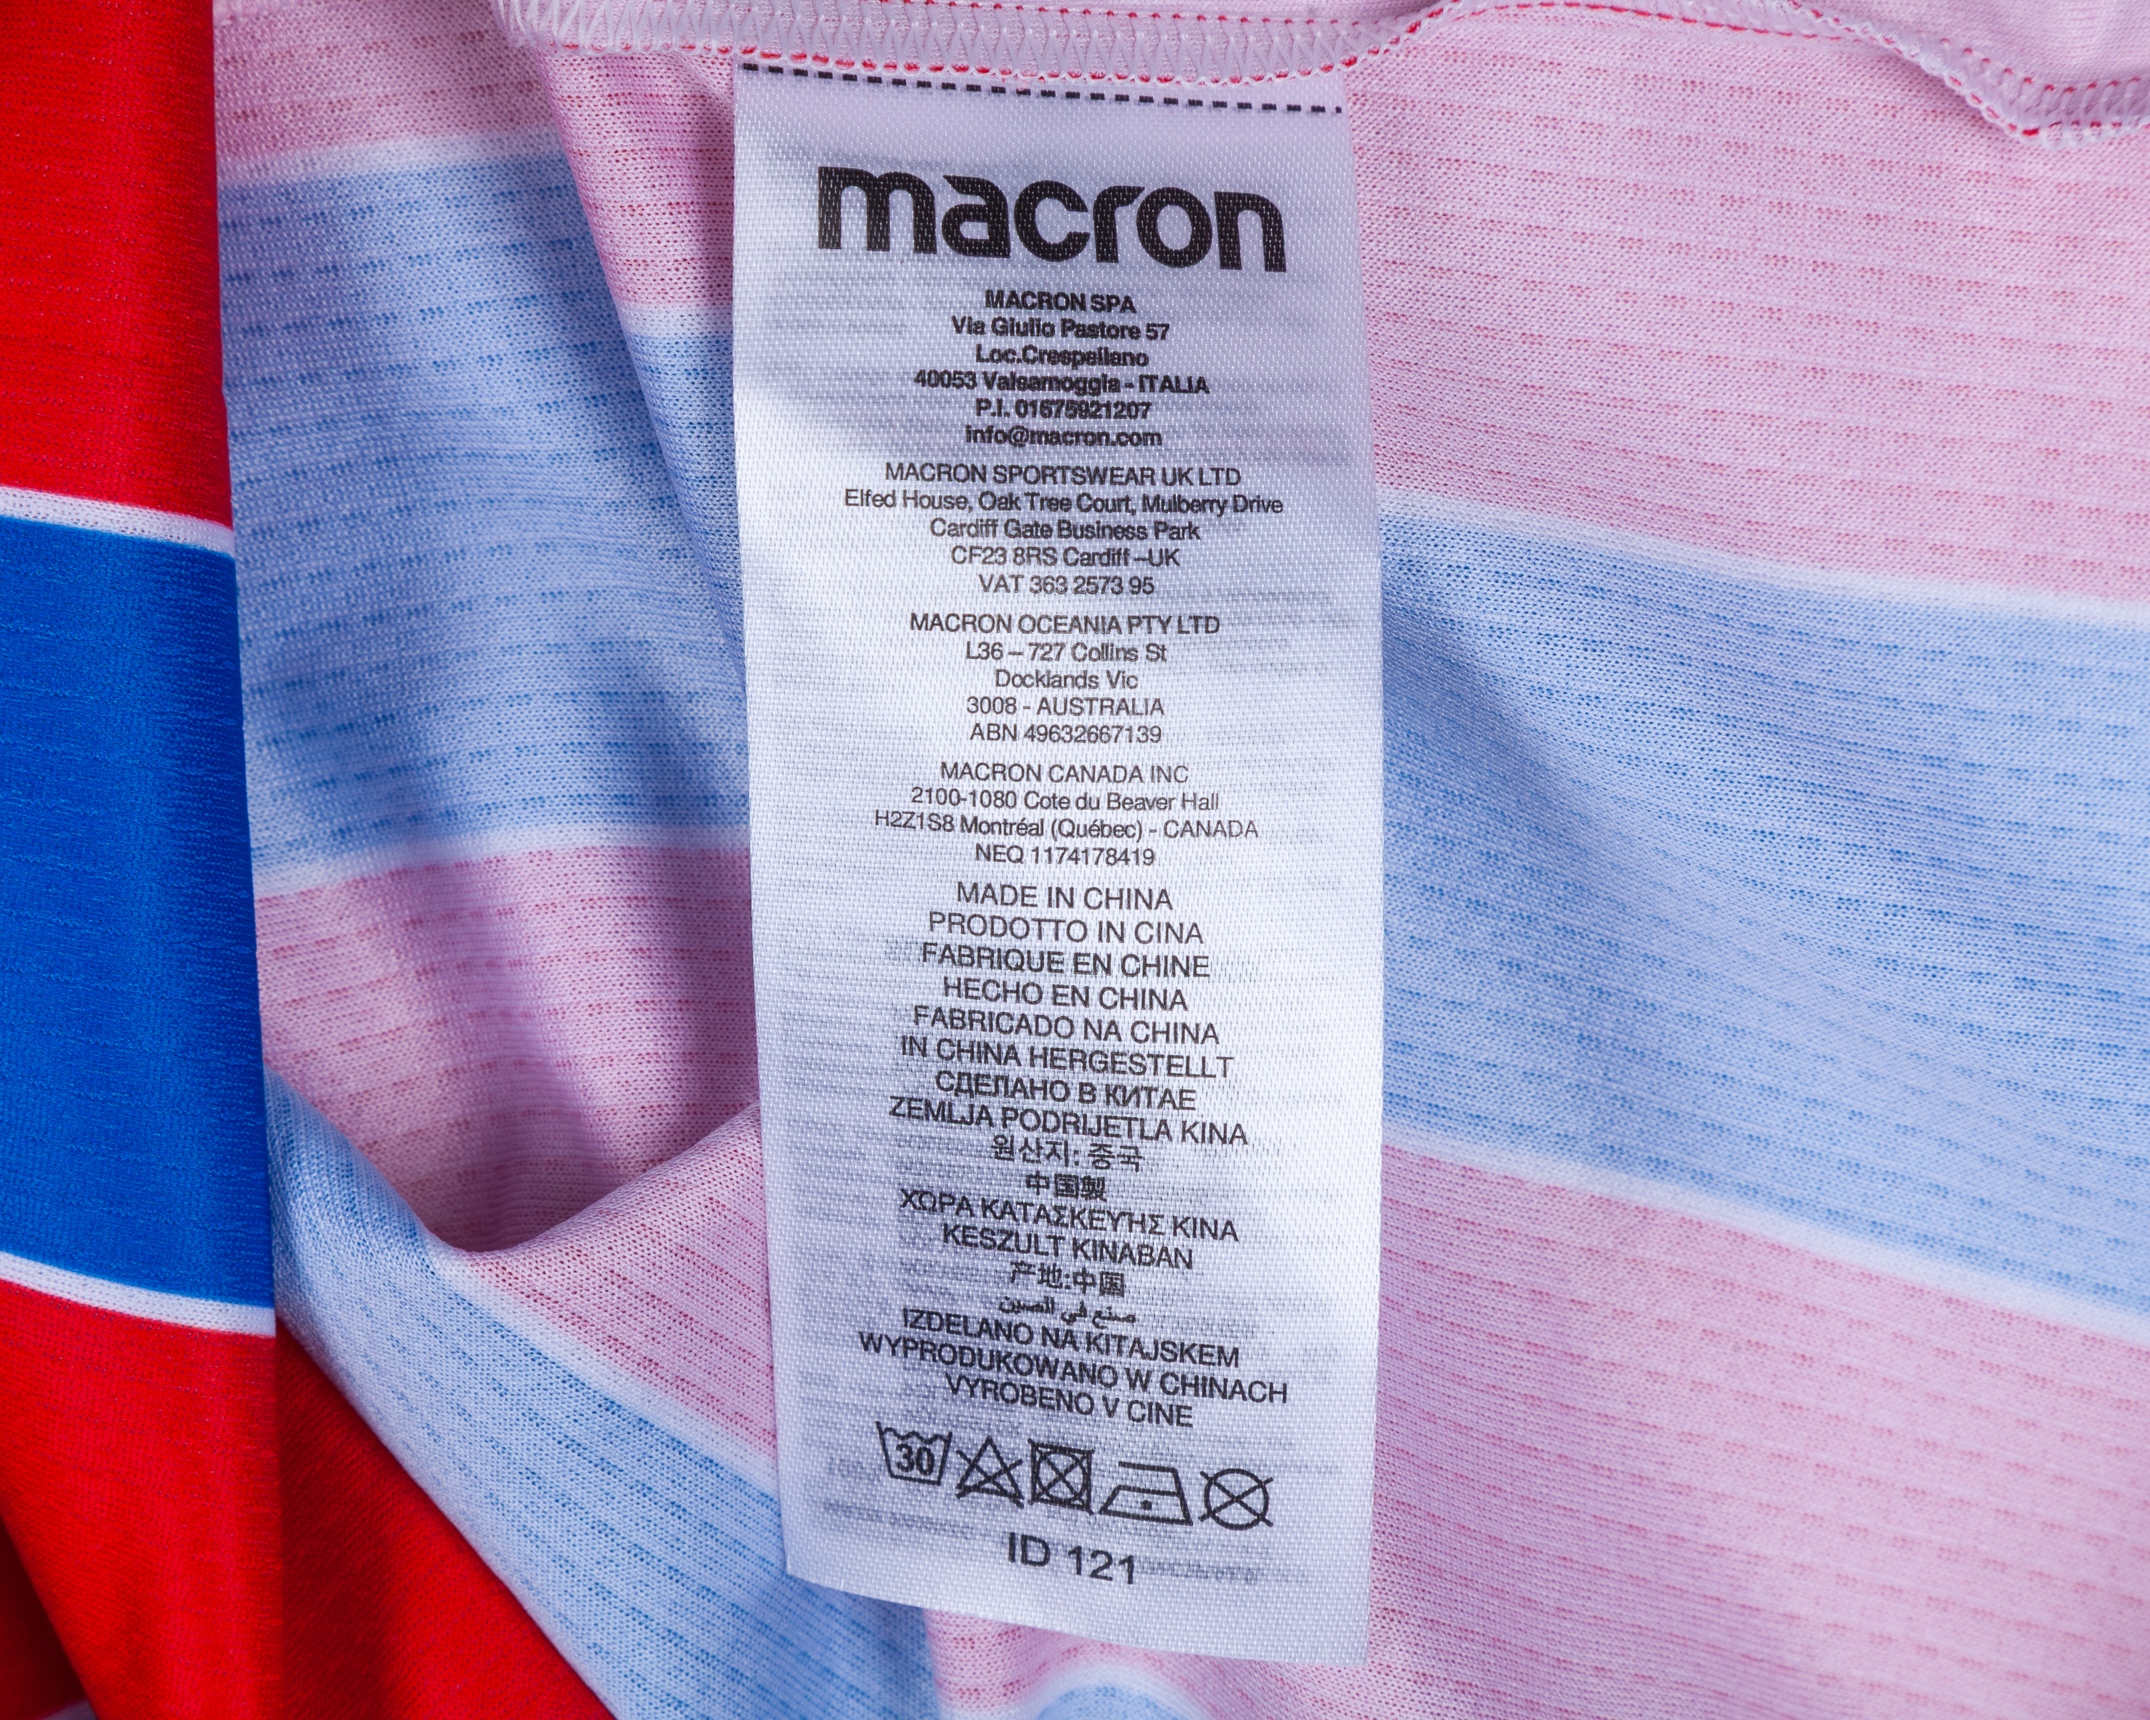 macron
MACRON SPA
Via Giulio Pastore 57
Loc.Crespellano
40053 Valsamoggia - ITALIA
P.I. 01675921207
info@macron.com
MACRON SPORTSWEAR UK LTD
Elfed House, Oak Tree Court, Mulberry Drive
Cardiff Gate Business Park
CF23 8RS Cardiff –UK
VAT 363 2573 95
MACRON OCEANIA PTY LTD
L36 – 727 Collins St
Docklands Vic
3008 - AUSTRALIA
ABN 49632667139
MACRON CANADA INC
2100-1080 Cote du Beaver Hall
H2Z1S8 Montréal (Québec) - CANADA
NEQ 1174178419
MADE IN CHINA
PRODOTTO IN CINA
FABRIQUE EN CHINE
HECHO EN CHINA
FABRICADO NA CHINA
IN CHINA HERGESTELLT
СДЕЛАНО В КИТАЕ
ZEMLJA PODRIJETLA KINA
원산지: 중국
中国製
ΧΩΡΑ ΚΑΤΑΣΚΕΥΉΣ ΚΙΝΑ
KESZULT KINABAN
产地:中国
صنع في الصين
IZDELANO NA KITAJSKEM
WYPRODUKOWANO W CHINACH
VYROBENO V CINE
30
ID 121